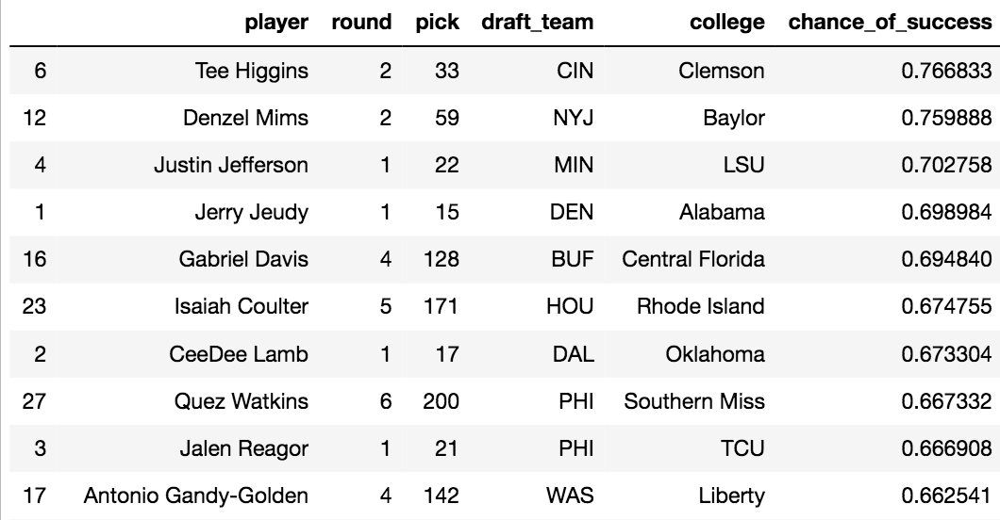 player round pick draft_team college chance_of_success
6 Tee Higgins 2 33 CIN Clemson 0.766833
12 Denzel Mims 2 59 NYJ Baylor 0.759888
4 Justin Jefferson 1 22 MIN LSU 0.702758
1 Jerry Jeudy 1 15 DEN Alabama 0.698984
16 Gabriel Davis 4 128 BUF Central Florida 0.694840
23 Isaiah Coulter 5 171 HOU Rhode Island 0.674755
2 CeeDee Lamb 1 17 DAL Oklahoma 0.673304
27 Quez Watkins 6 200 PHI Southern Miss 0.667332
3 Jalen Reagor 1 21 PHI TCU 0.666908
17 Antonio Gandy-Golden 4 142 WAS Liberty 0.662541